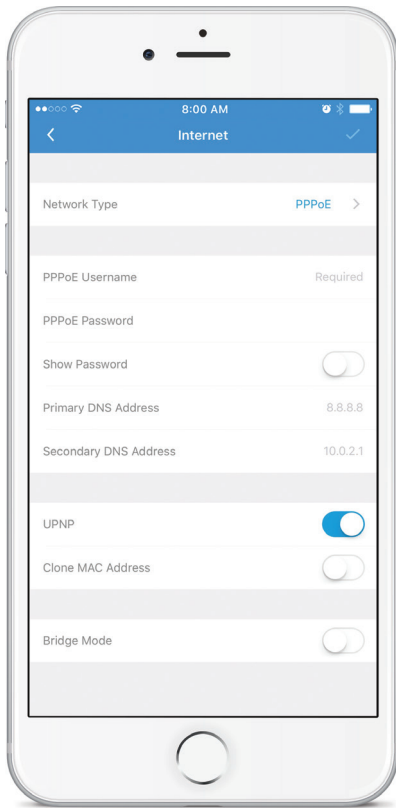 8:00 AM
Internet
Network Type PPPoE
PPPoE Username Required
PPPoE Password
Show Password
Primary DNS Address 8.8.8.8
Secondary DNS Address 10.0.2.1
UPNP
Clone MAC Address
Bridge Mode